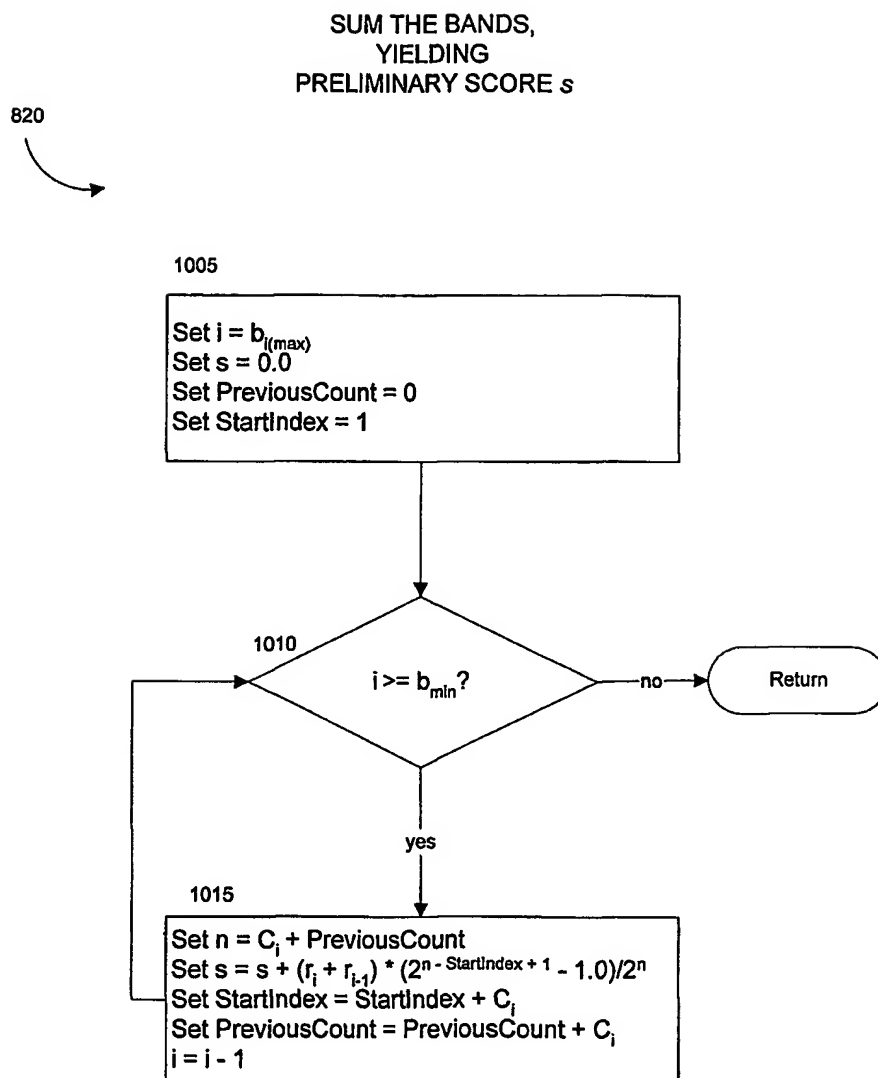 SUM THE BANDS,
YIELDING
PRELIMINARY SCORE s
820
1005
Set i = b_i(max)
Set s = 0.0
Set PreviousCount = 0
Set StartIndex = 1
1010
i >= b_min?
no
Return
yes
1015
Set n = C_i + PreviousCount
Set s = s + (r_i + r_i-1) * (2^n - StartIndex + 1 - 1.0)/2^n
Set StartIndex = StartIndex + C_i
Set PreviousCount = PreviousCount + C_i
i = i - 1